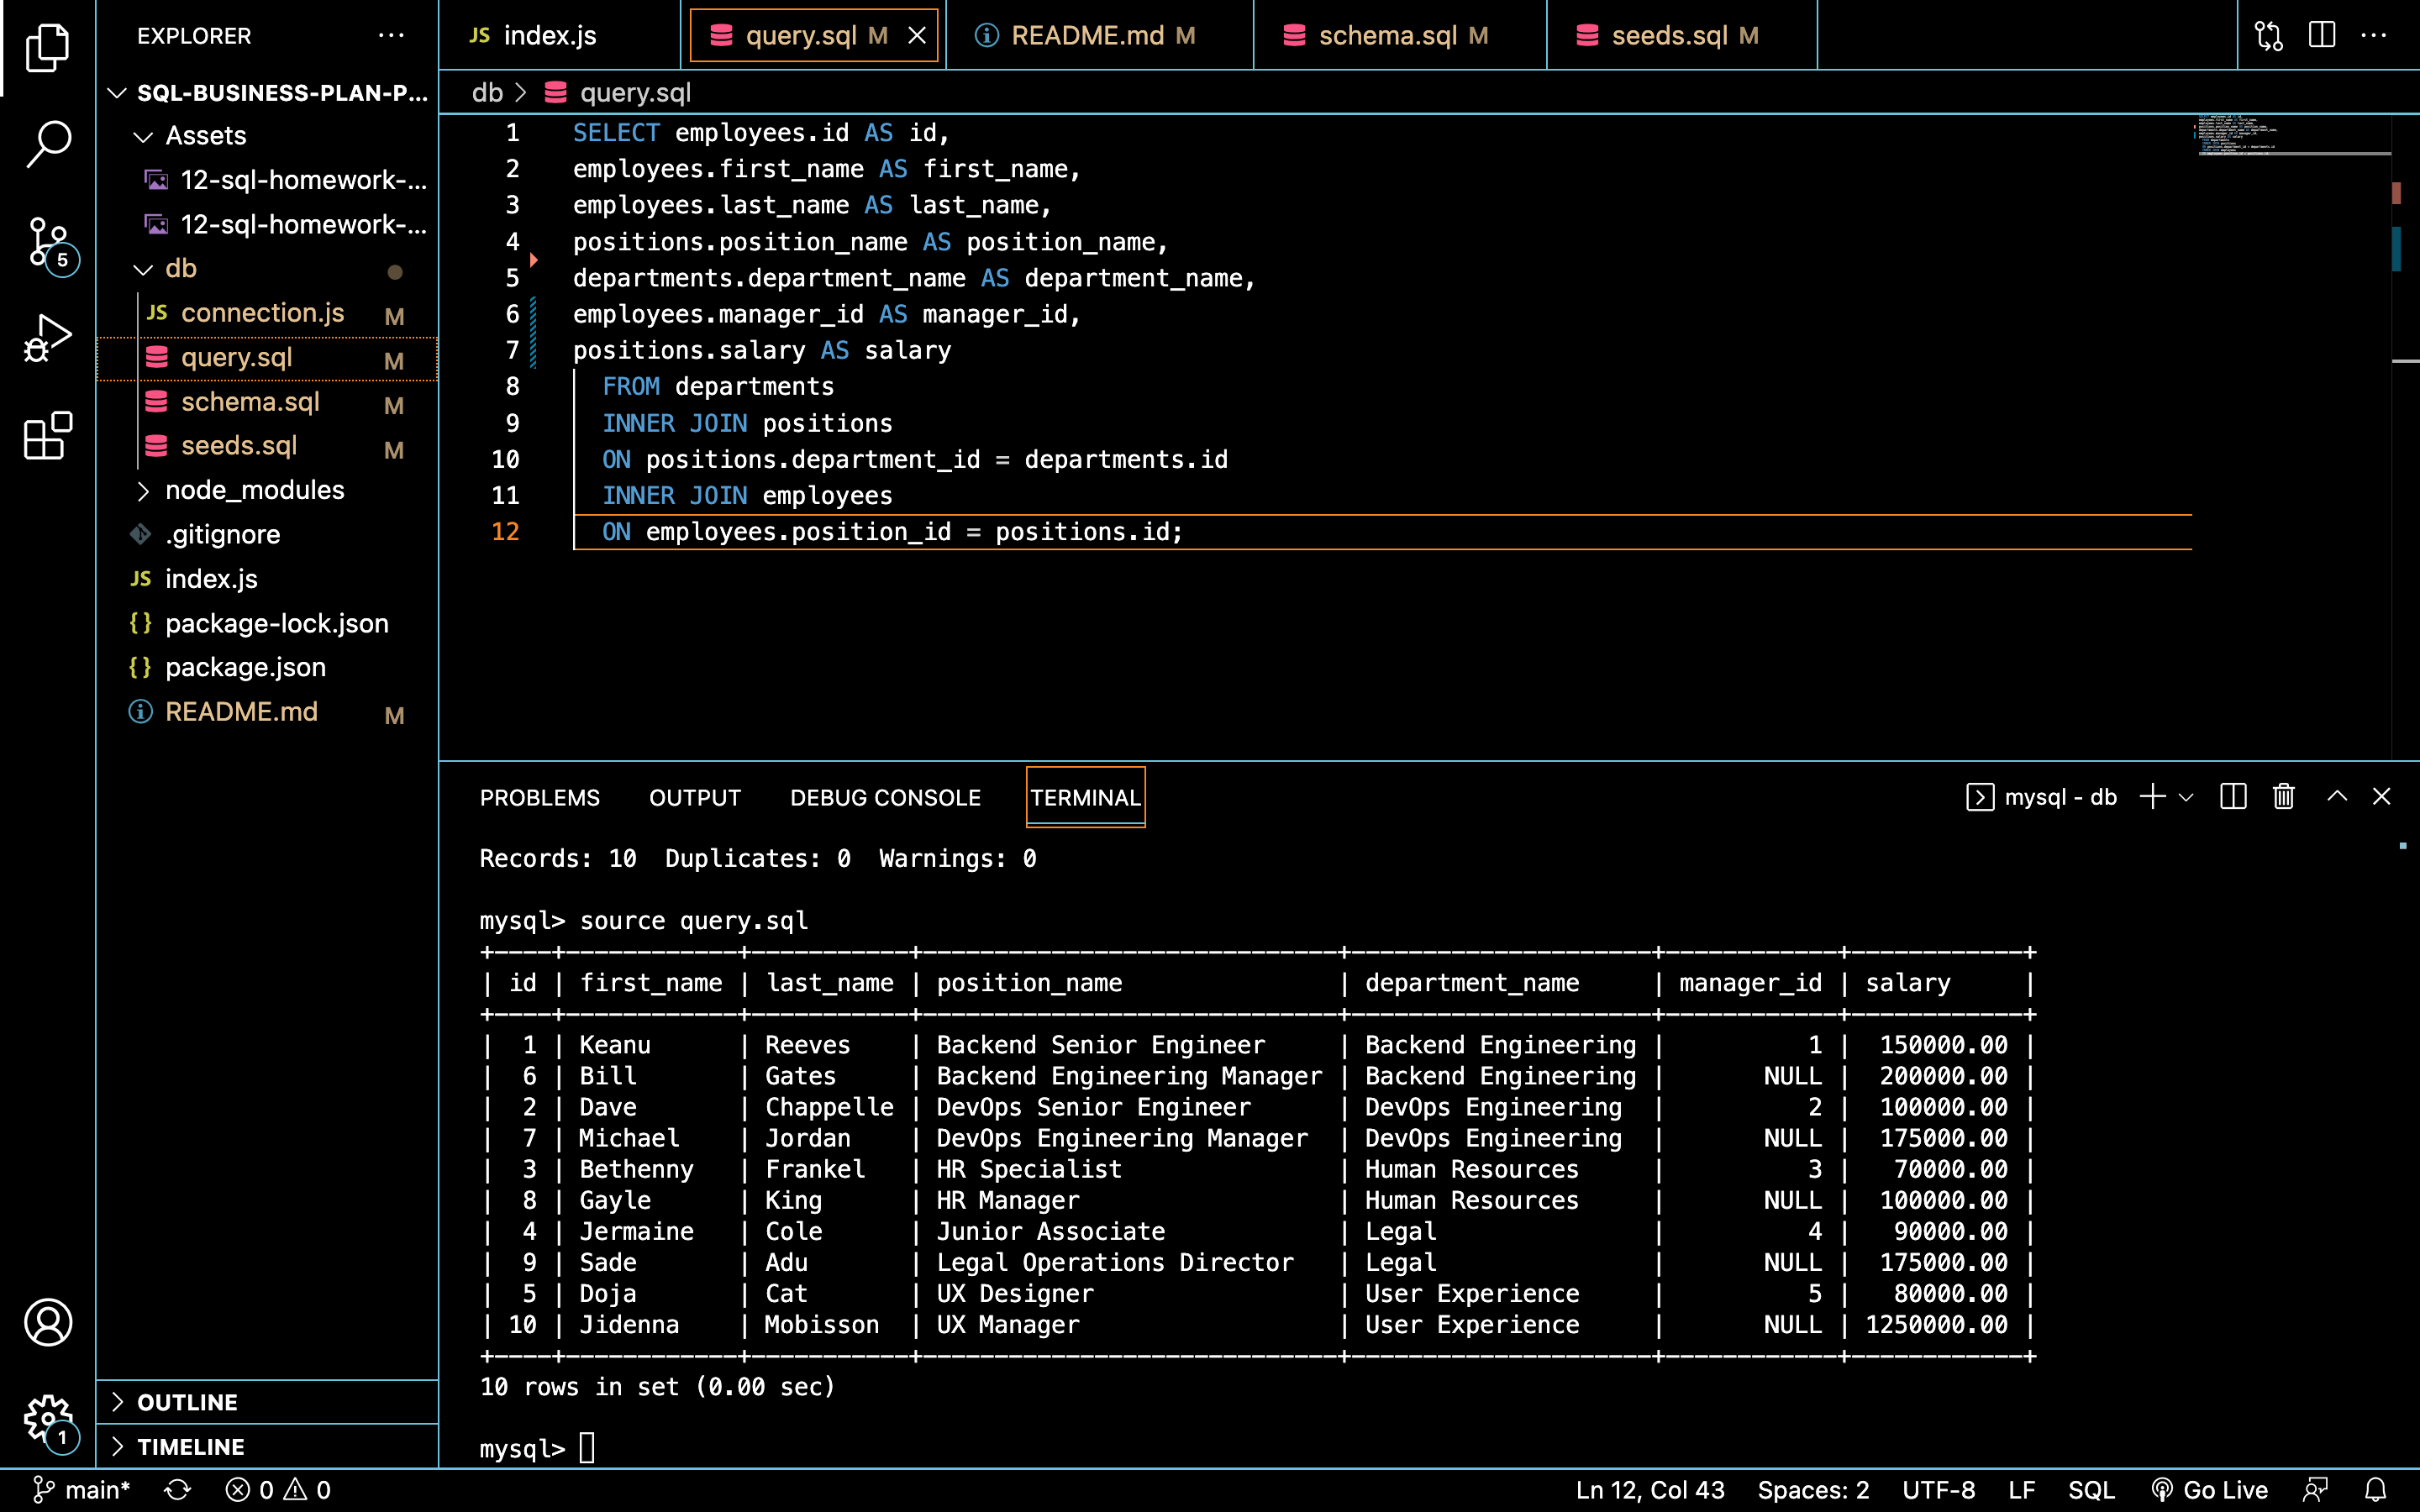 EXPLORER
SQL-BUSINESS-PLAN-P...
Assets
12-sql-homework-...
12-sql-homework-...
db
JS connection.js M
query.sql M
schema.sql M
seeds.sql M
node_modules
.gitignore
JS index.js
{} package-lock.json
{} package.json
README.md M
OUTLINE
TIMELINE
5
1
JS index.js
query.sql M
README.md M
schema.sql M
seeds.sql M
db > query.sql
1 SELECT employees.id AS id,
2 employees.first_name AS first_name,
3 employees.last_name AS last_name,
4 positions.position_name AS position_name,
5 departments.department_name AS department_name,
6 employees.manager_id AS manager_id,
7 positions.salary AS salary
8 FROM departments
9 INNER JOIN positions
10 ON positions.department_id = departments.id
11 INNER JOIN employees
12 ON employees.position_id = positions.id;
PROBLEMS OUTPUT DEBUG CONSOLE TERMINAL mysql - db
Records: 10 Duplicates: 0 Warnings: 0
mysql> source query.sql
+----+------------+-----------+-----------------------------+---------------------+------------+------------+
| id | first_name | last_name | position_name | department_name | manager_id | salary |
+----+------------+-----------+-----------------------------+---------------------+------------+------------+
| 1 | Keanu | Reeves | Backend Senior Engineer | Backend Engineering | 1 | 150000.00 |
| 6 | Bill | Gates | Backend Engineering Manager | Backend Engineering | NULL | 200000.00 |
| 2 | Dave | Chappelle | DevOps Senior Engineer | DevOps Engineering | 2 | 100000.00 |
| 7 | Michael | Jordan | DevOps Engineering Manager | DevOps Engineering | NULL | 175000.00 |
| 3 | Bethenny | Frankel | HR Specialist | Human Resources | 3 | 70000.00 |
| 8 | Gayle | King | HR Manager | Human Resources | NULL | 100000.00 |
| 4 | Jermaine | Cole | Junior Associate | Legal | 4 | 90000.00 |
| 9 | Sade | Adu | Legal Operations Director | Legal | NULL | 175000.00 |
| 5 | Doja | Cat | UX Designer | User Experience | 5 | 80000.00 |
| 10 | Jidenna | Mobisson | UX Manager | User Experience | NULL | 1250000.00 |
+----+------------+-----------+-----------------------------+---------------------+------------+------------+
10 rows in set (0.00 sec)
mysql>
main* 0 0 Ln 12, Col 43 Spaces: 2 UTF-8 LF SQL Go Live